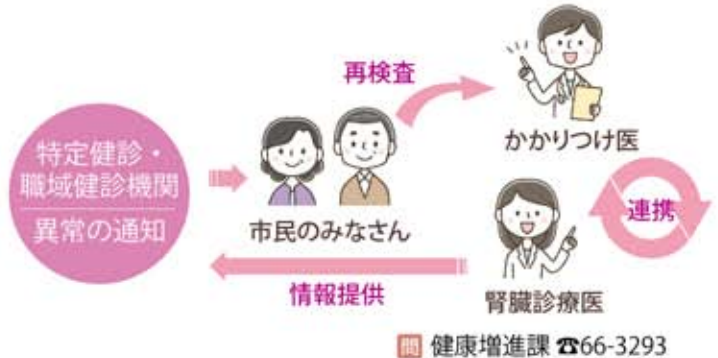 特定健診・
職域健診機関
異常の通知
市民のみなさん
再検査
かかりつけ医
連携
腎臓診療医
情報提供
問 健康増進課 ☎66-3293